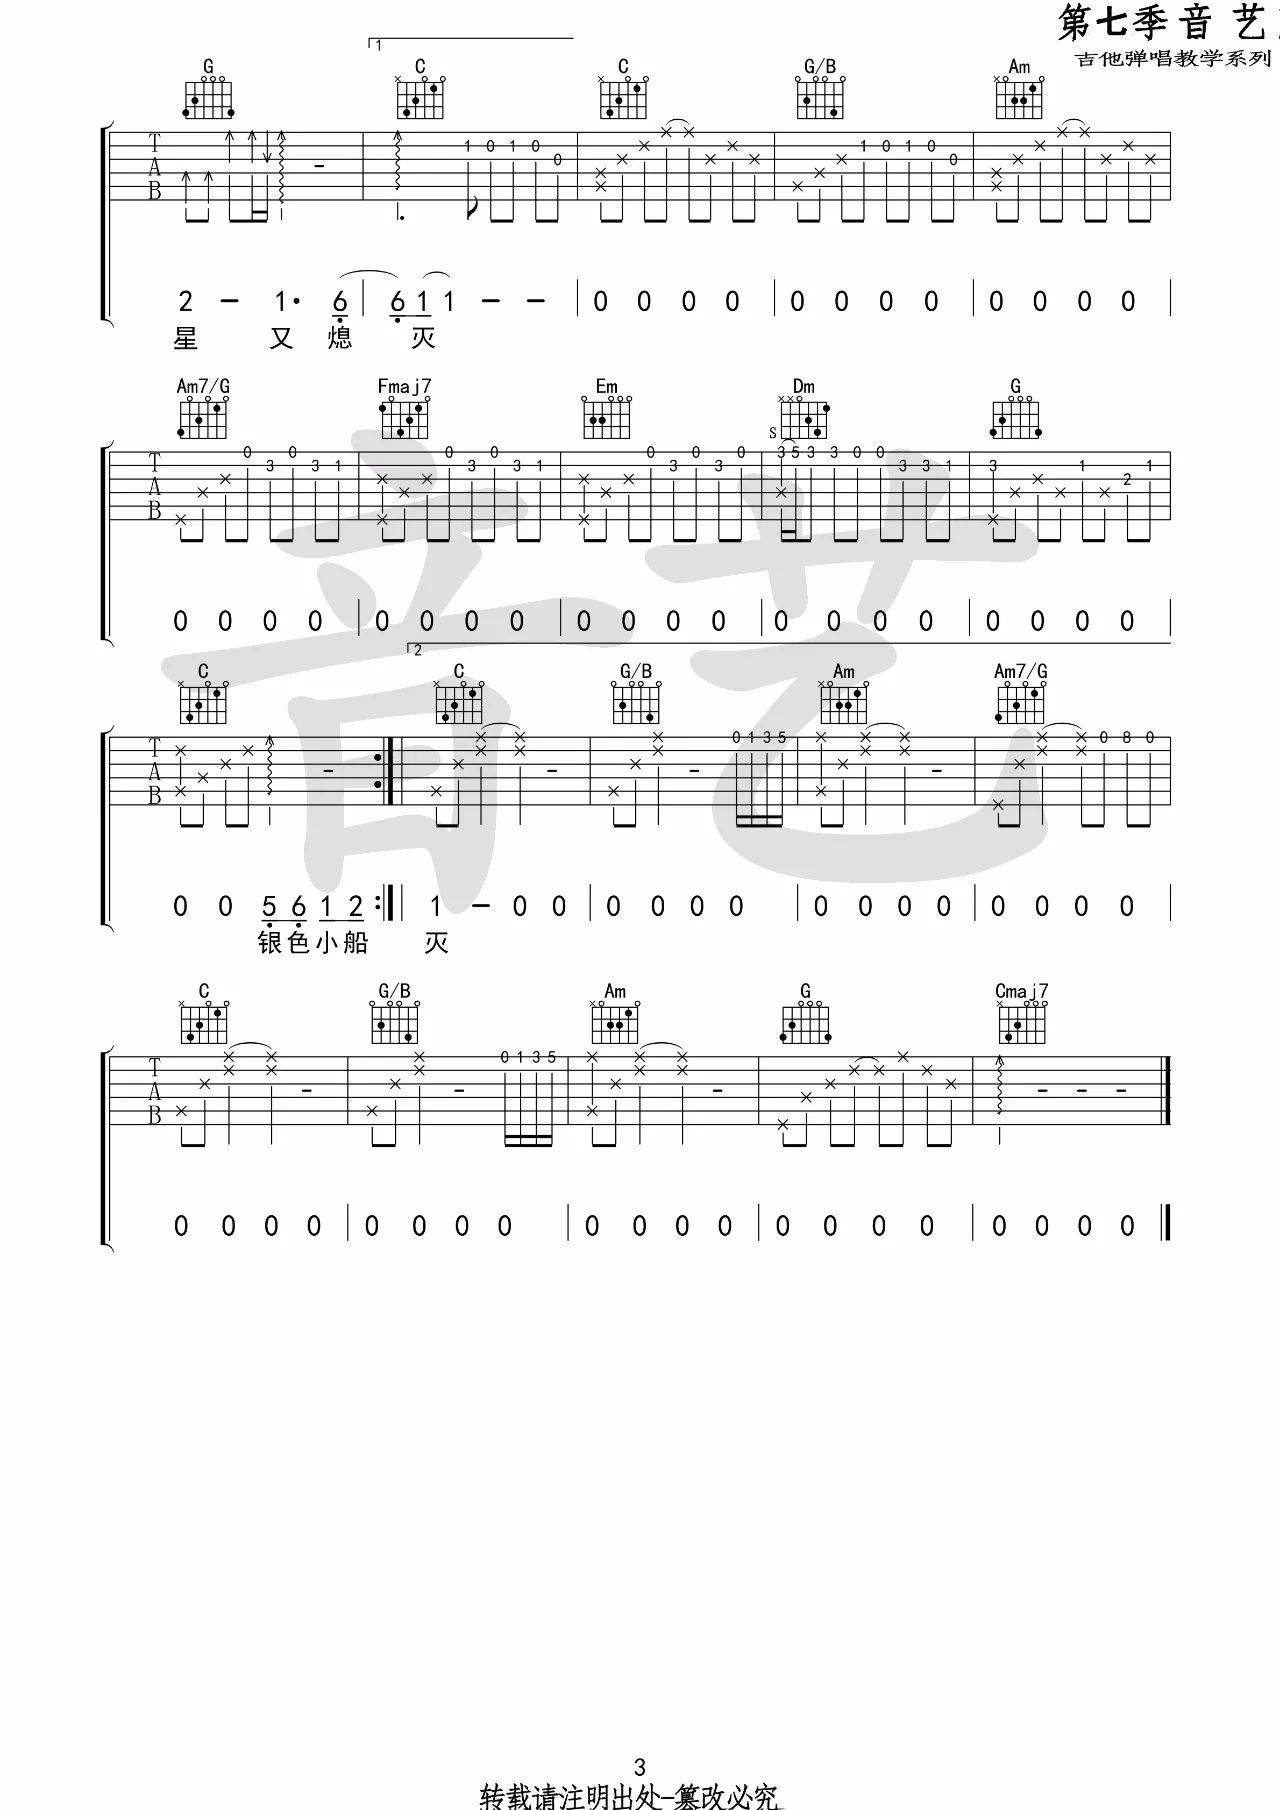 第七季音艺
吉他弹唱教学系列
1
G C C G/B Am
T
A
B
1 0 1 0 0 1 0 1 0 0
2 - 1· 6 | 6 1 1 - - | 0 0 0 0 | 0 0 0 0 | 0 0 0 0 |
星 又 熄 灭
Am7/G Fmaj7 Em Dm G
S
T
A
B
0 3 0 3 1 0 3 0 3 1 0 3 0 3 0 3 5 3 3 0 0 3 3 1 3 1 2 1
0 0 0 0 | 0 0 0 0 | 0 0 0 0 | 0 0 0 0 | 0 0 0 0 |
音艺
2
C C G/B Am Am7/G
T
A
B
0 1 3 5 0 8 0
0 0 5 6 1 2 :|| 1 - 0 0 | 0 0 0 0 | 0 0 0 0 | 0 0 0 0 |
银色小船 灭
C G/B Am G Cmaj7
T
A
B
0 1 3 5
0 0 0 0 | 0 0 0 0 | 0 0 0 0 | 0 0 0 0 | 0 0 0 0 ||
3
转载请注明出处-篡改必究